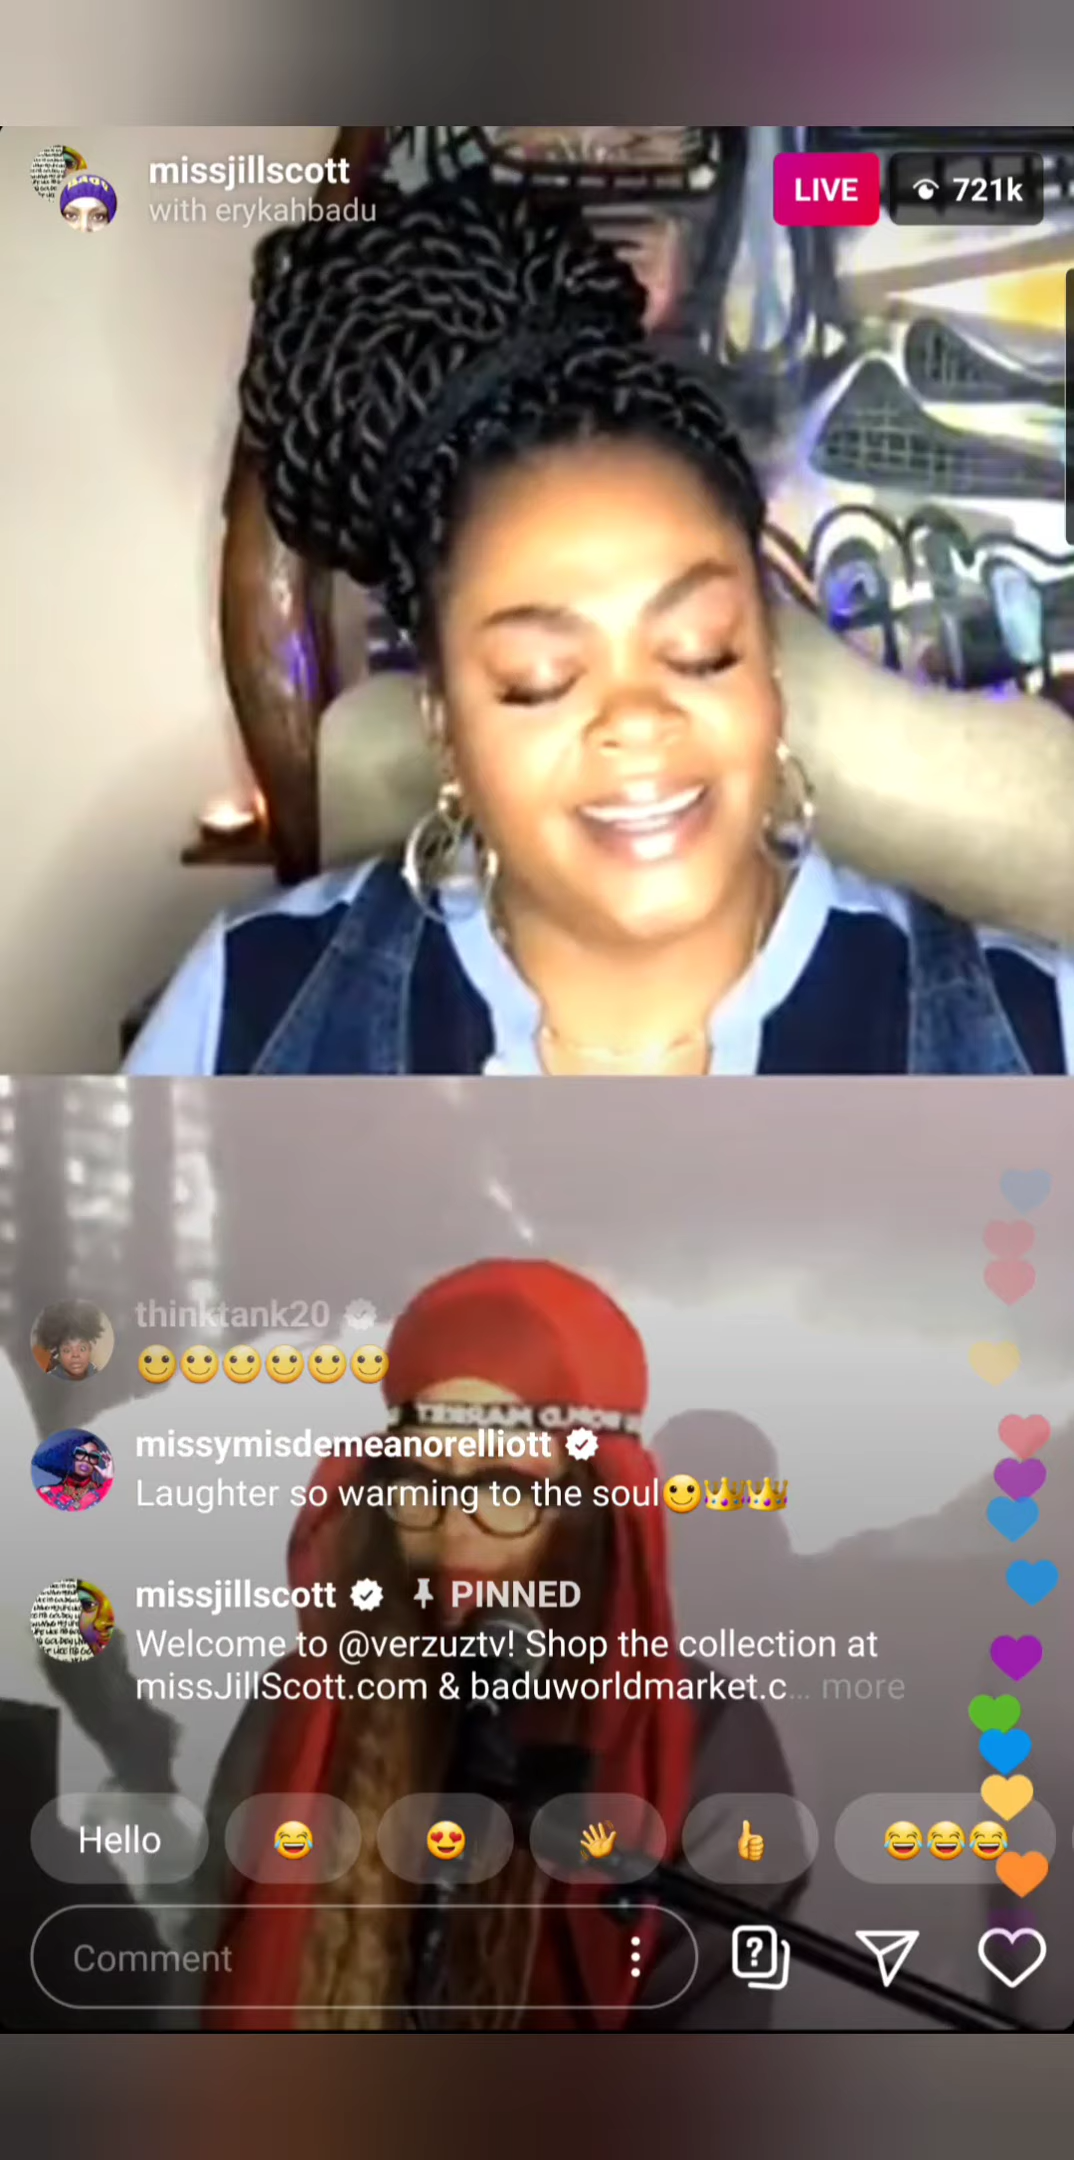 missjillscott
with erykahbadu
LIVE
721k
thinktank20
🙂🙂🙂🙂🙂🙂
missymisdemeanorelliott
Laughter so warming to the soul🙂👑👑
missjillscott PINNED
Welcome to @verzuztv! Shop the collection at
missJillScott.com & baduworldmarket.c... more
Hello
😂
😍
👋
👍
😂😂😂
Comment